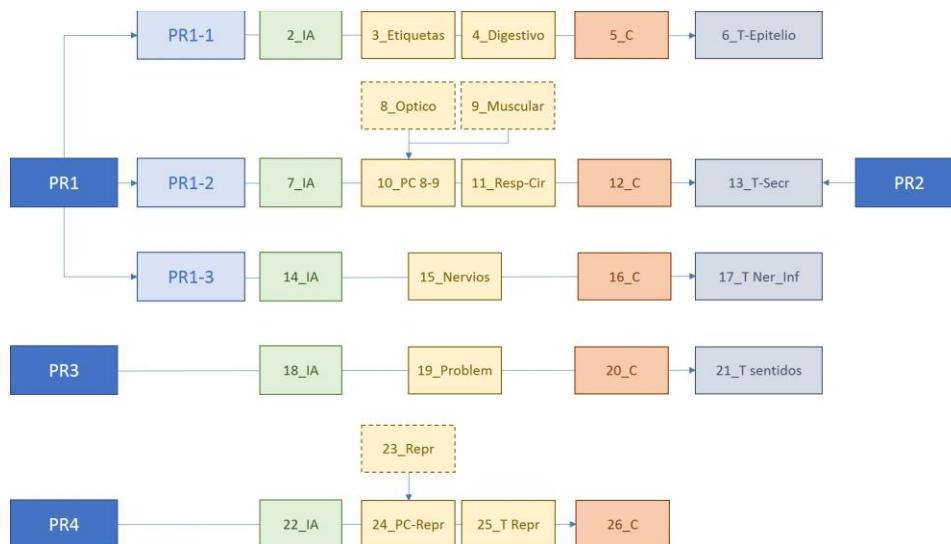 PR1-1
2_IA
3_Etiquetas
4_Digestivo
5_C
6_T-Epitelio
8_Optico
9_Muscular
PR1
PR1-2
7_IA
10_PC 8-9
11_Resp-Cir
12_C
13_T-Secr
PR2
PR1-3
14_IA
15_Nervios
16_C
17_T Ner_Inf
PR3
18_IA
19_Problem
20_C
21_T sentidos
23_Repr
PR4
22_IA
24_PC-Repr
25_T Repr
26_C